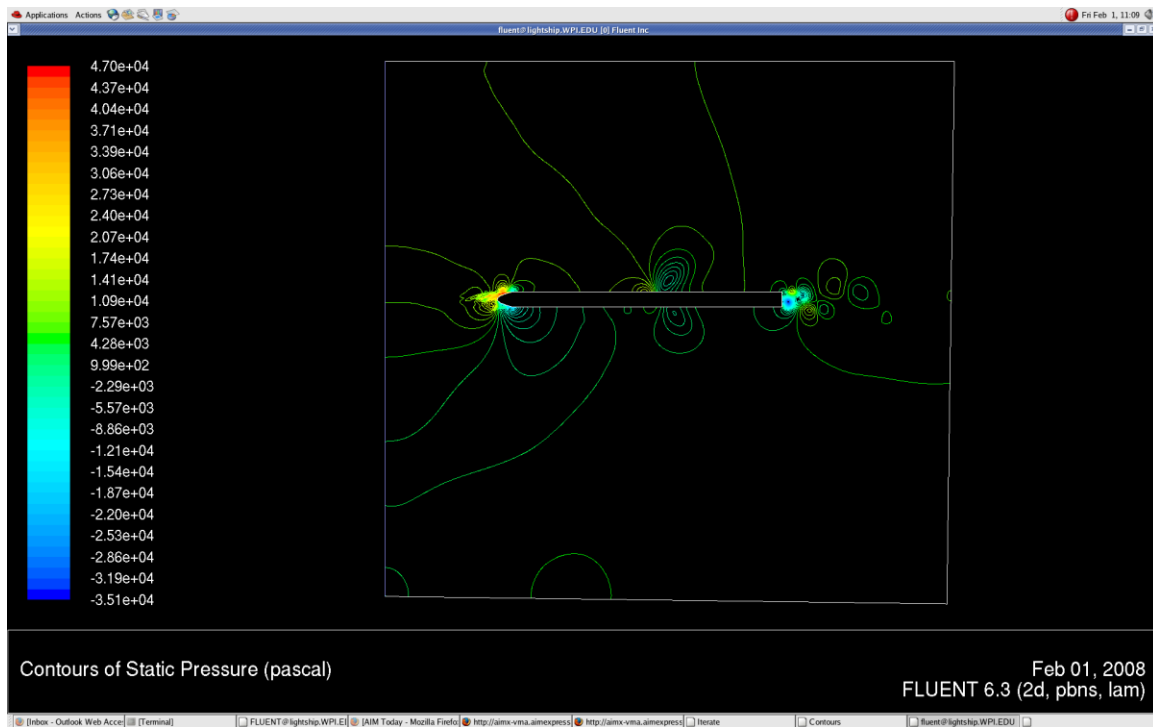 Applications Actions Fri Feb 1, 11:09
fluent@lightship.WPI.EDU [0] Fluent Inc
4.70e+04
4.37e+04
4.04e+04
3.71e+04
3.39e+04
3.06e+04
2.73e+04
2.40e+04
2.07e+04
1.74e+04
1.41e+04
1.09e+04
7.57e+03
4.28e+03
9.99e+02
-2.29e+03
-5.57e+03
-8.86e+03
-1.21e+04
-1.54e+04
-1.87e+04
-2.20e+04
-2.53e+04
-2.86e+04
-3.19e+04
-3.51e+04
Contours of Static Pressure (pascal)
Feb 01, 2008
FLUENT 6.3 (2d, pbns, lam)
[Inbox - Outlook Web Acce: [Terminal] FLUENT@lightship.WPI.EI [AIM Today - Mozilla Firefo: http://aimx-vma.aimexpress http://aimx-vma.aimexpress Iterate Contours fluent@lightship.WPI.EDU